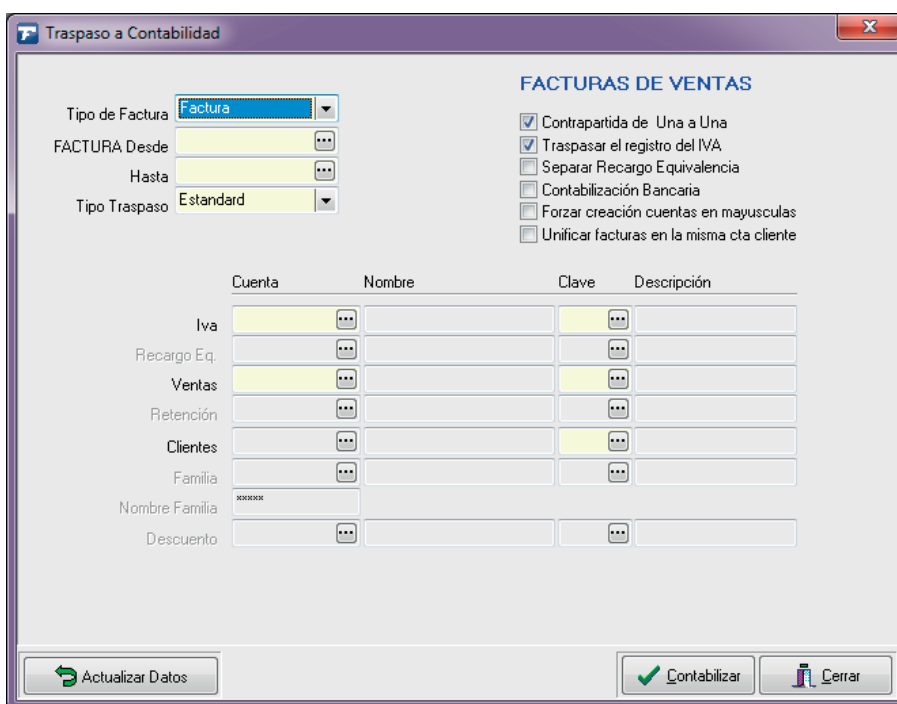 Traspaso a Contabilidad
FACTURAS DE VENTAS
Tipo de Factura Factura
FACTURA Desde
Hasta
Tipo Traspaso Estandard
Contrapartida de Una a Una
Traspasar el registro del IVA
Separar Recargo Equivalencia
Contabilización Bancaria
Forzar creación cuentas en mayusculas
Unificar facturas en la misma cta cliente
Cuenta Nombre Clave Descripción
Iva
Recargo Eq.
Ventas
Retención
Clientes
Familia
Nombre Familia *****
Descuento
Actualizar Datos Contabilizar Cerrar